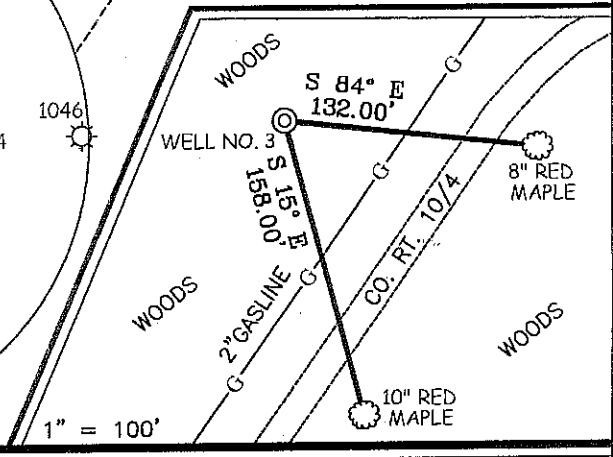 WOODS
G
S 84° E
132.00'
1046
4
WELL NO. 3
8" RED
MAPLE
G
S 15° E
158.00'
CO. RT. 10/4
G
2"GASLINE
WOODS
WOODS
G
10" RED
MAPLE
1" = 100'